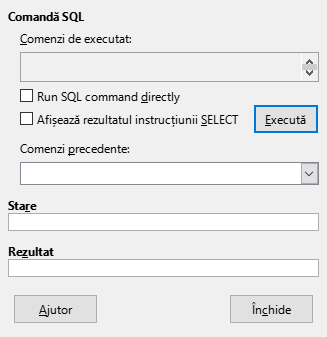 Comandă SQL
Comenzi de executat:
Run SQL command directly
Afișează rezultatul instrucțiunii SELECT
Execută
Comenzi precedente:
Stare
Rezultat
Ajutor
Închide